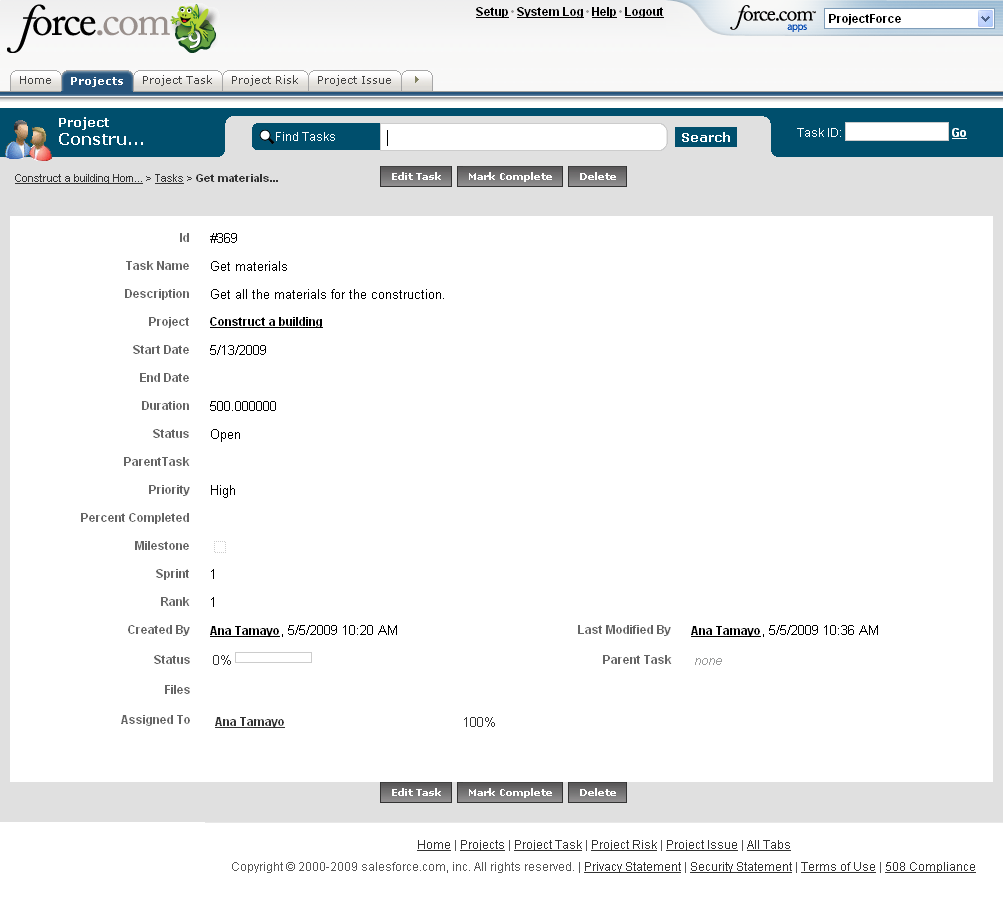 force.com
9
Setup · System Log · Help · Logout
force.com apps
ProjectForce
Home
Projects
Project Task
Project Risk
Project Issue
Project
Constru...
Find Tasks
Search
Task ID:
Go
Construct a building Hom... > Tasks > Get materials...
Edit Task
Mark Complete
Delete
Id #369
Task Name Get materials
Description Get all the materials for the construction.
Project Construct a building
Start Date 5/13/2009
End Date
Duration 500.000000
Status Open
ParentTask
Priority High
Percent Completed
Milestone
Sprint 1
Rank 1
Created By Ana Tamayo, 5/5/2009 10:20 AM Last Modified By Ana Tamayo, 5/5/2009 10:36 AM
Status 0% Parent Task none
Files
Assigned To Ana Tamayo 100%
Edit Task
Mark Complete
Delete
Home | Projects | Project Task | Project Risk | Project Issue | All Tabs
Copyright © 2000-2009 salesforce.com, inc. All rights reserved. | Privacy Statement | Security Statement | Terms of Use | 508 Compliance